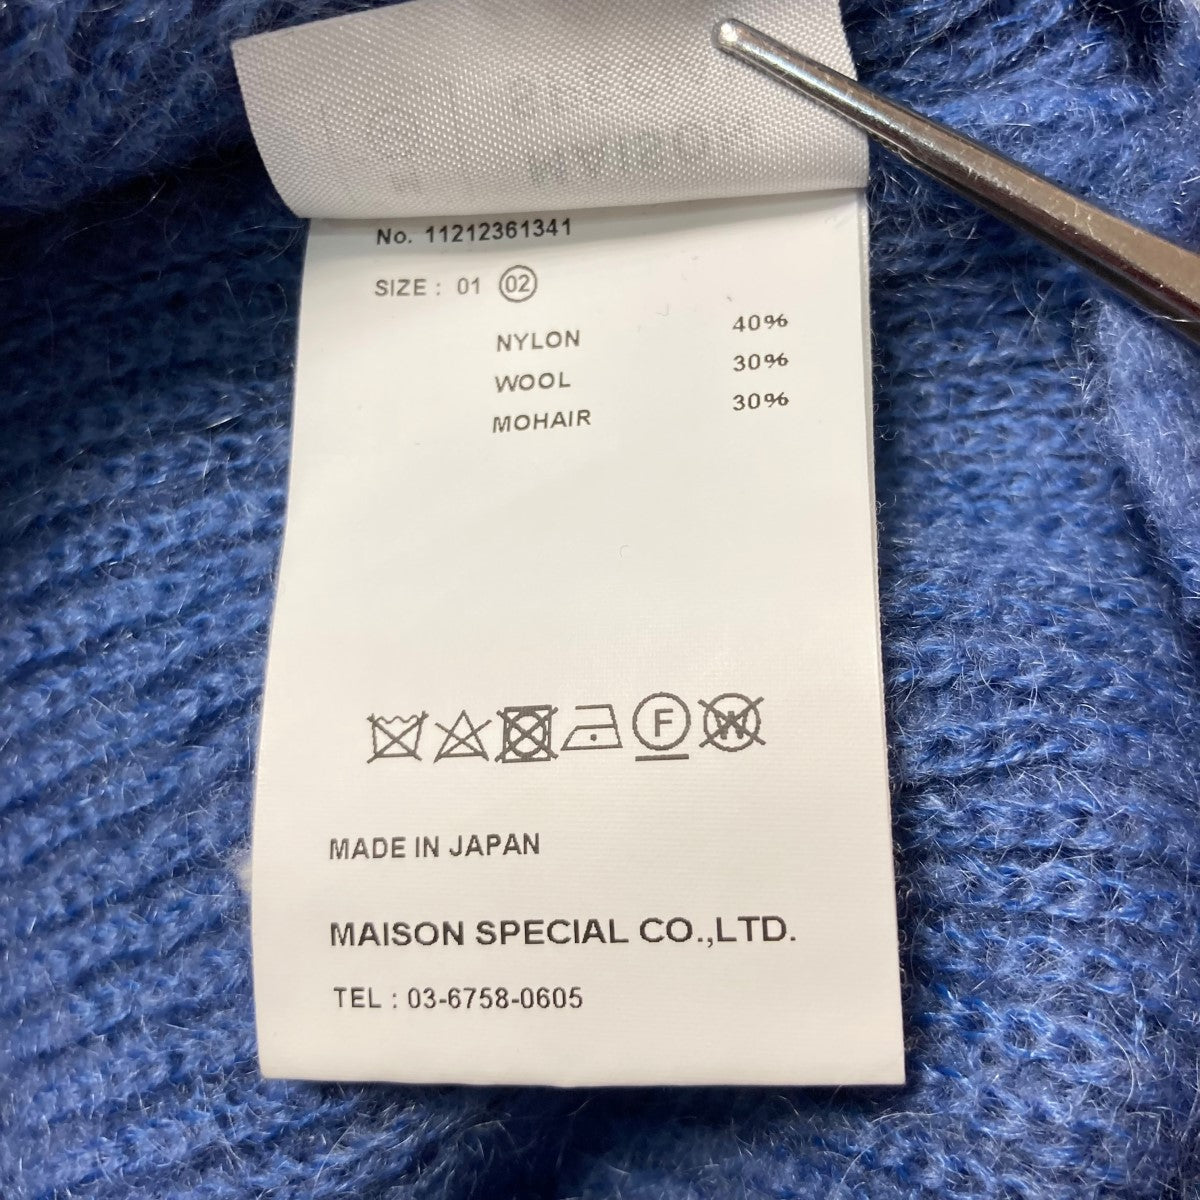 No. 11212361341
SIZE : 01 02
NYLON 40%
WOOL 30%
MOHAIR 30%
F W
MADE IN JAPAN
MAISON SPECIAL CO.,LTD.
TEL : 03-6758-0605